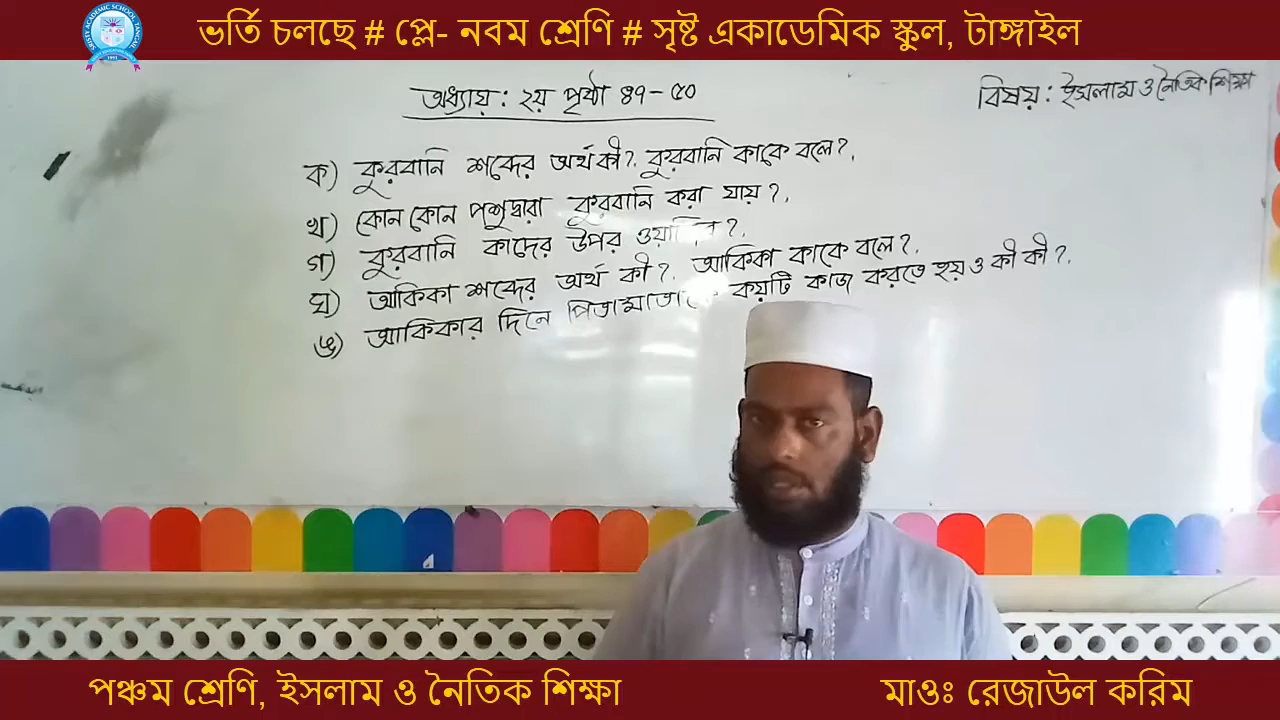 ভর্তি চলছে # প্লে- নবম শ্রেণি # সৃষ্ট একাডেমিক স্কুল, টাঙ্গাইল
অধ্যায় : ২য় পৃষ্ঠা ৪৭-৫০
বিষয় : ইসলাম ও নৈতিক শিক্ষা
ক) কুরবানি শব্দের অর্থ কী?. কুরবানি কাকে বলে?.
খ) কোন কোন পশুদ্বারা কুরবানি করা যায়?.
গ) কুরবানি কাদের উপর ?.
ঘ) আকিকা শব্দের অর্থ কী?. আকিকা কাকে বলে?.
ঙ) আকিকার দিনে কয়টি কাজ করতে হয় ও কী কী?.
পঞ্চম শ্রেণি, ইসলাম ও নৈতিক শিক্ষা
মাওঃ রেজাউল করিম